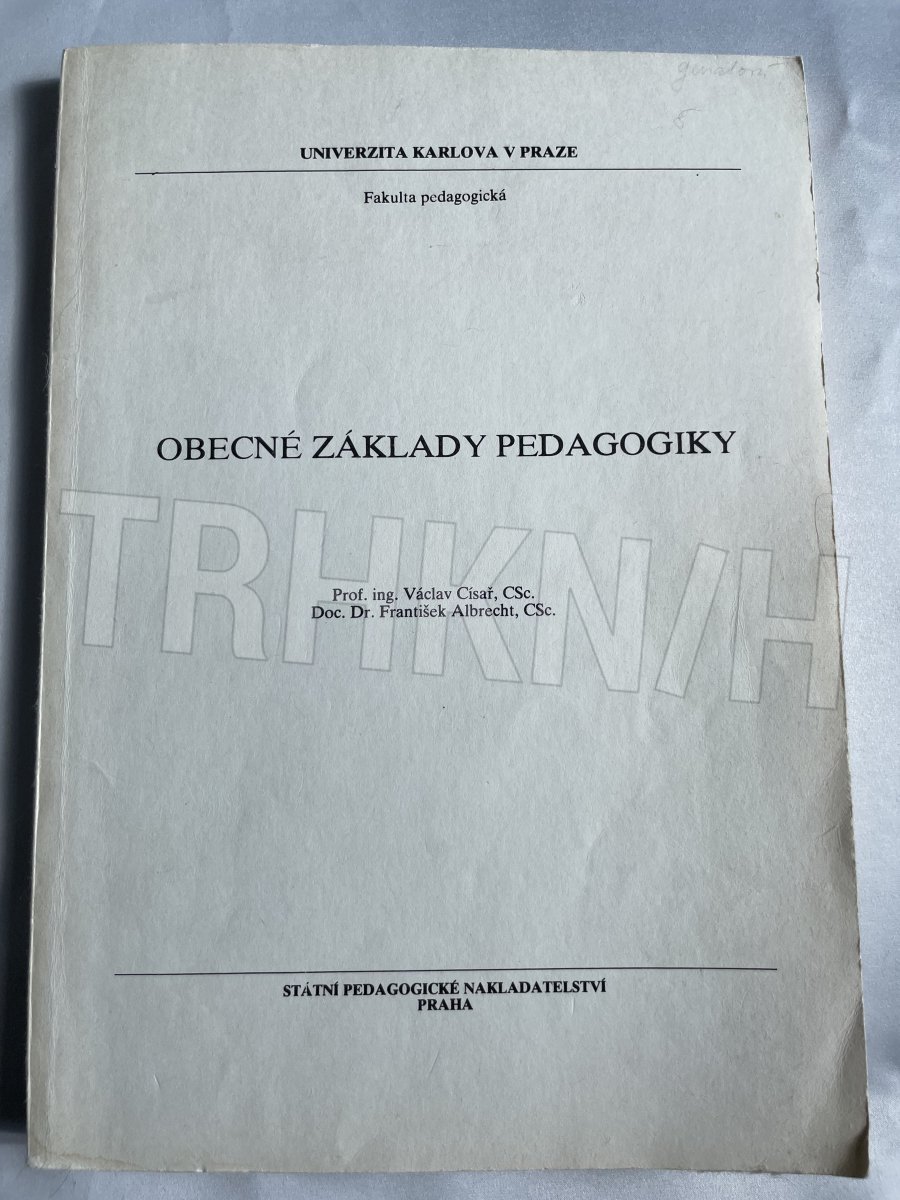 UNIVERZITA KARLOVA V PRAZE
Fakulta pedagogická
OBECNÉ ZÁKLADY PEDAGOGIKY
TRHKNIH
Prof. ing. Václav Císař, CSc.
Doc. Dr. František Albrecht, CSc.
STÁTNÍ PEDAGOGICKÉ NAKLADATELSTVÍ
PRAHA